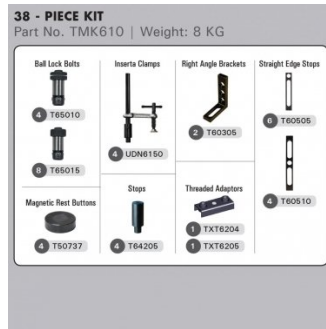 38 - PIECE KIT
Part No. TMK610 | Weight: 8 KG
Ball Lock Bolts
4 T65010
8 T65015
Inserta Clamps
4 UDN6150
Right Angle Brackets
2 T60305
Straight Edge Stops
6 T60505
4 T60510
Magnetic Rest Buttons
4 T50737
Stops
4 T64205
Threaded Adaptors
1 TXT6204
1 TXT6205